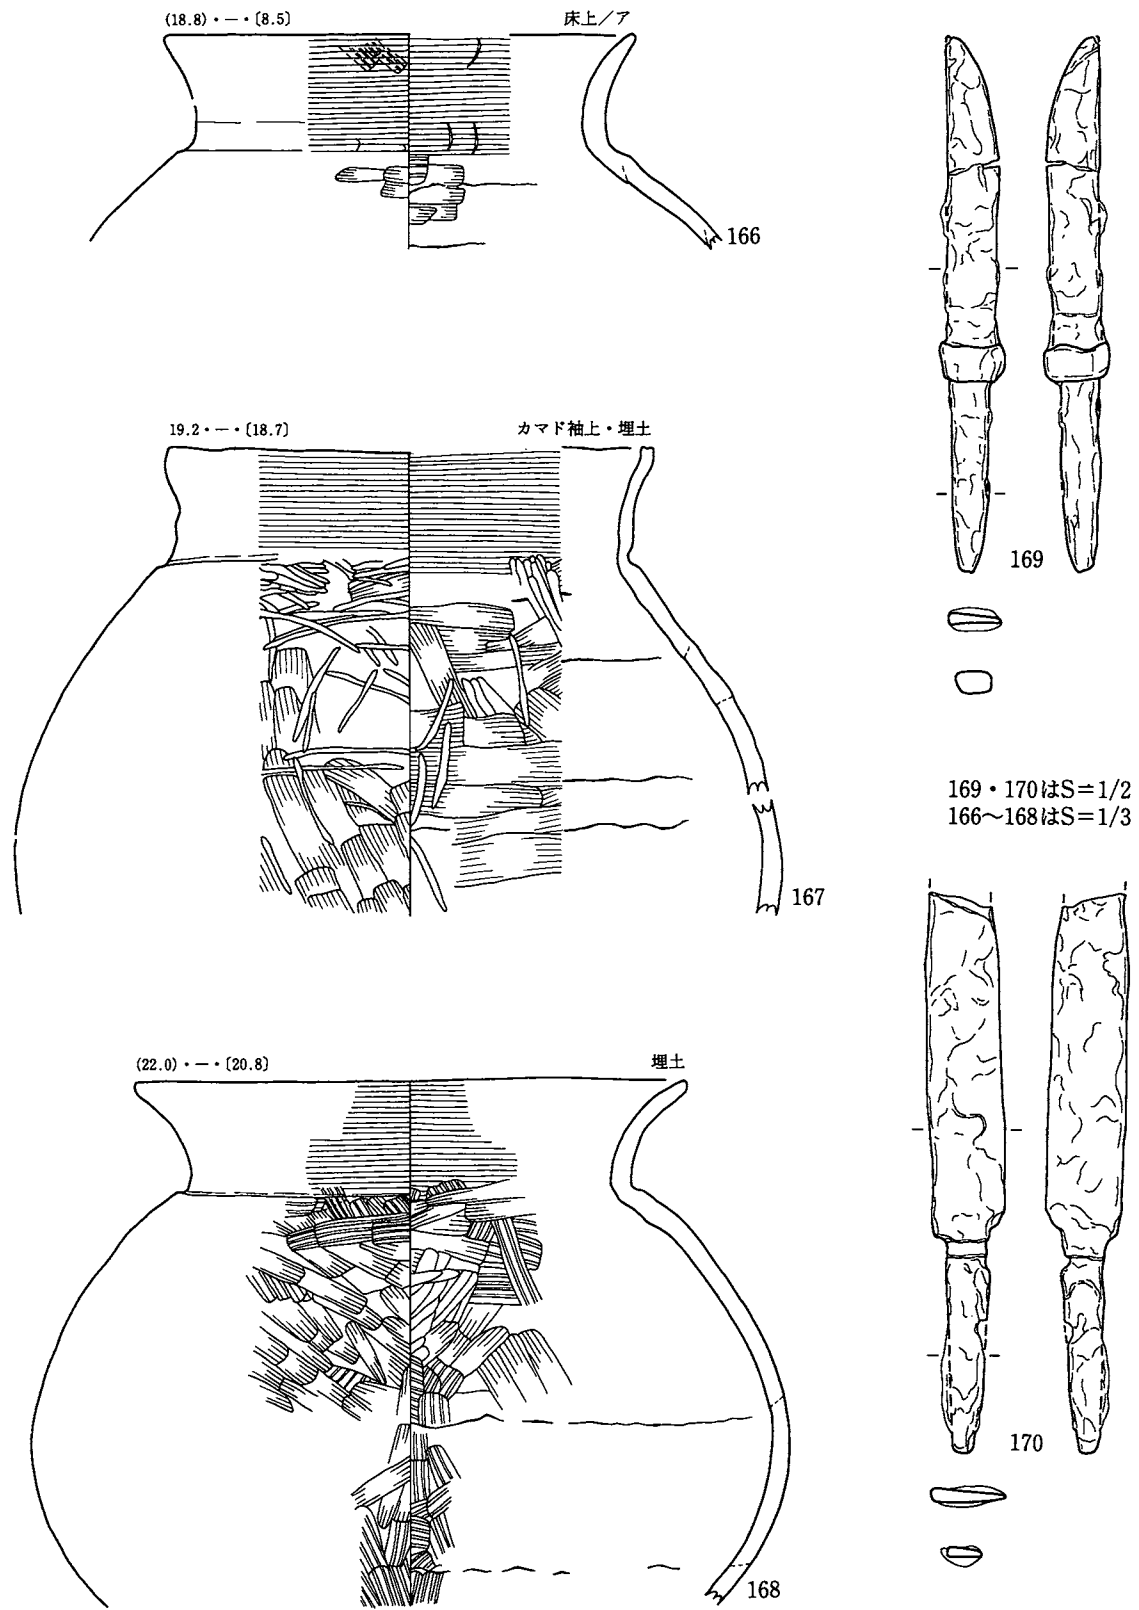 (18.8)・―・〔8.5〕 床上／ア
166
19.2・―・〔18.7〕 カマド袖上・埋土
167
(22.0)・―・〔20.8〕 埋土
168
169
169・170はS＝1/2
166～168はS＝1/3
170